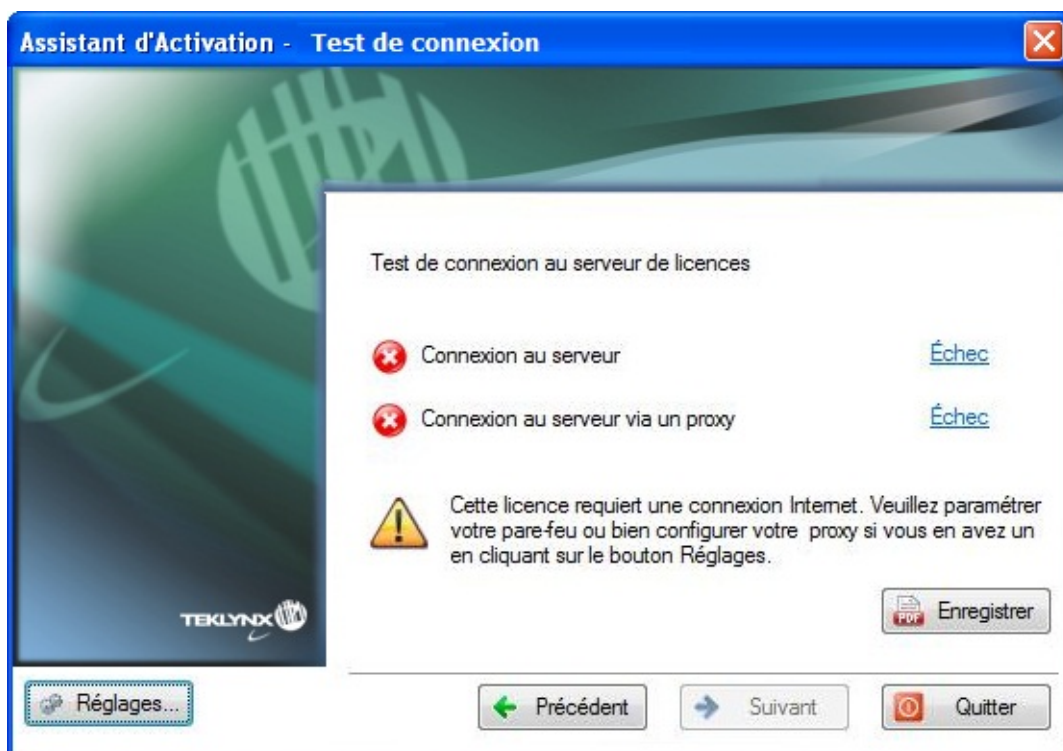 Assistant d'Activation - Test de connexion
Test de connexion au serveur de licences
Connexion au serveur Échec
Connexion au serveur via un proxy Échec
Cette licence requiert une connexion Internet. Veuillez paramétrer
votre pare-feu ou bien configurer votre proxy si vous en avez un
en cliquant sur le bouton Réglages.
TEKLYNX
PDF Enregistrer
Réglages...
Précédent
Suivant
Quitter